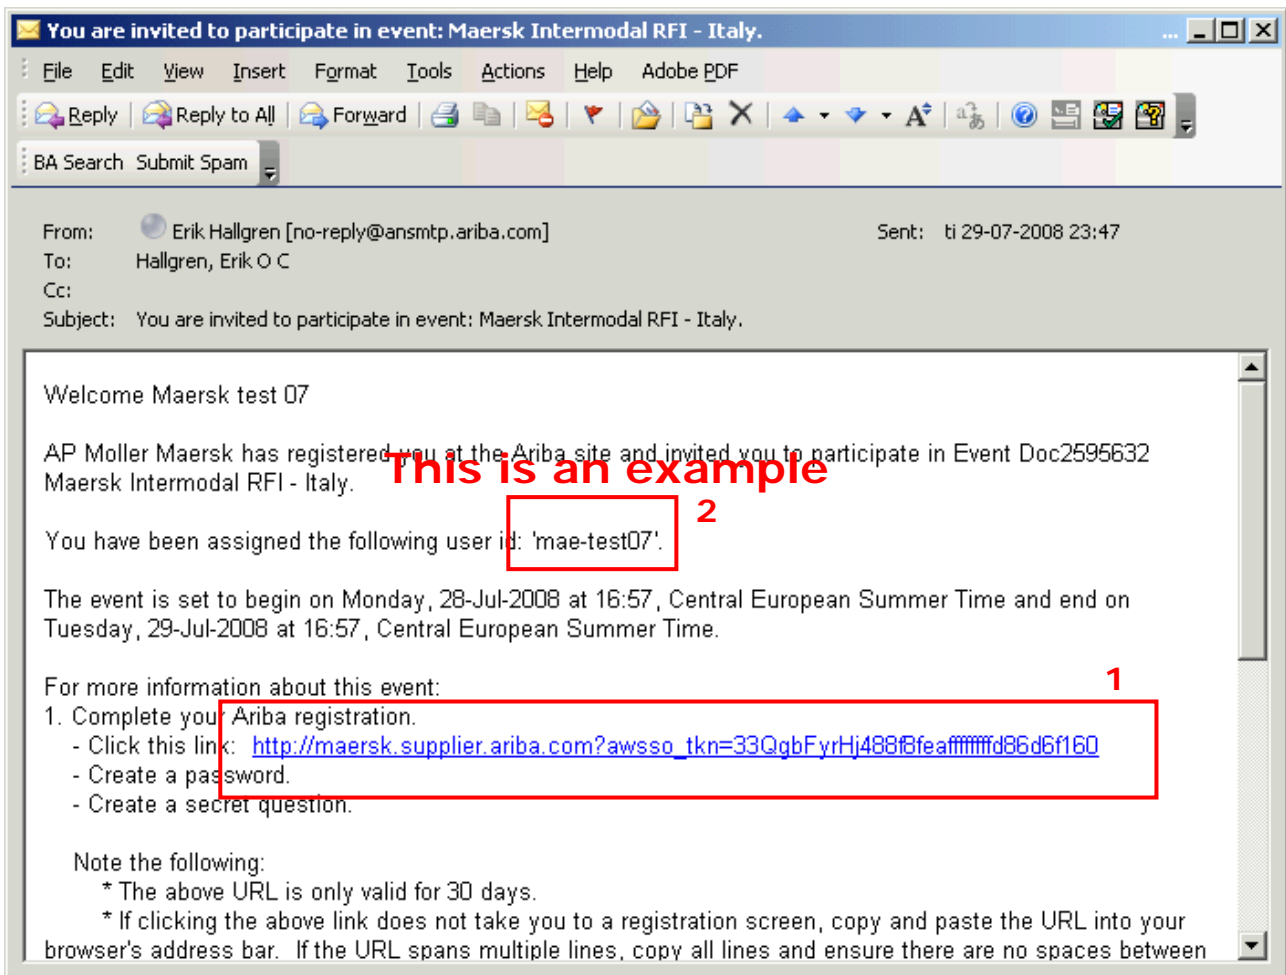 You are invited to participate in event: Maersk Intermodal RFI - Italy. ...
File Edit View Insert Format Tools Actions Help Adobe PDF
Reply Reply to All Forward
BA Search Submit Spam
From: Erik Hallgren [no-reply@ansmtp.ariba.com] Sent: ti 29-07-2008 23:47
To: Hallgren, Erik O C
Cc:
Subject: You are invited to participate in event: Maersk Intermodal RFI - Italy.
Welcome Maersk test 07
AP Moller Maersk has registered you at the Ariba site and invited you to participate in Event Doc2595632
Maersk Intermodal RFI - Italy.
This is an example
2
You have been assigned the following user id: 'mae-test07'.
The event is set to begin on Monday, 28-Jul-2008 at 16:57, Central European Summer Time and end on
Tuesday, 29-Jul-2008 at 16:57, Central European Summer Time.
1
For more information about this event:
1. Complete your Ariba registration.
- Click this link: http://maersk.supplier.ariba.com?awsso_tkn=33QgbFyrHj488f8feafffffffd86d6f160
- Create a password.
- Create a secret question.
Note the following:
* The above URL is only valid for 30 days.
* If clicking the above link does not take you to a registration screen, copy and paste the URL into your
browser's address bar. If the URL spans multiple lines, copy all lines and ensure there are no spaces between